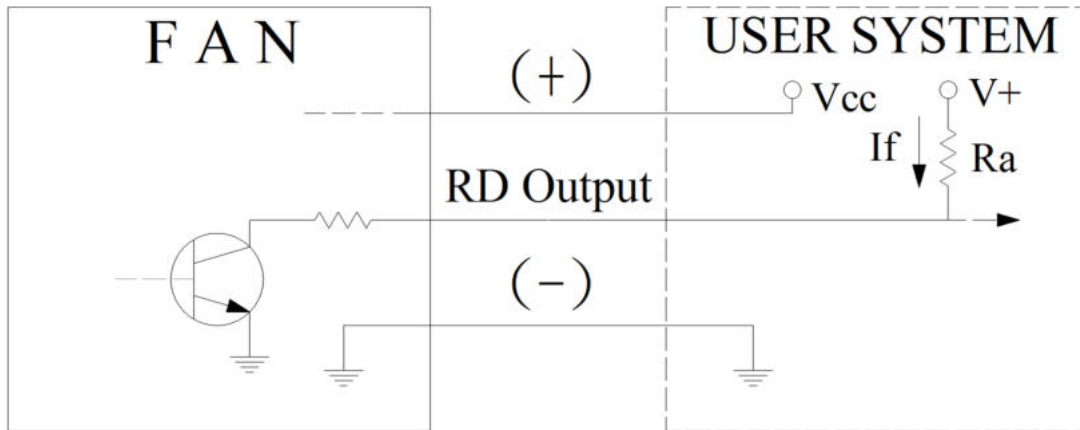 F A N
USER SYSTEM
(+)
Vcc
V+
If
Ra
RD Output
(-)